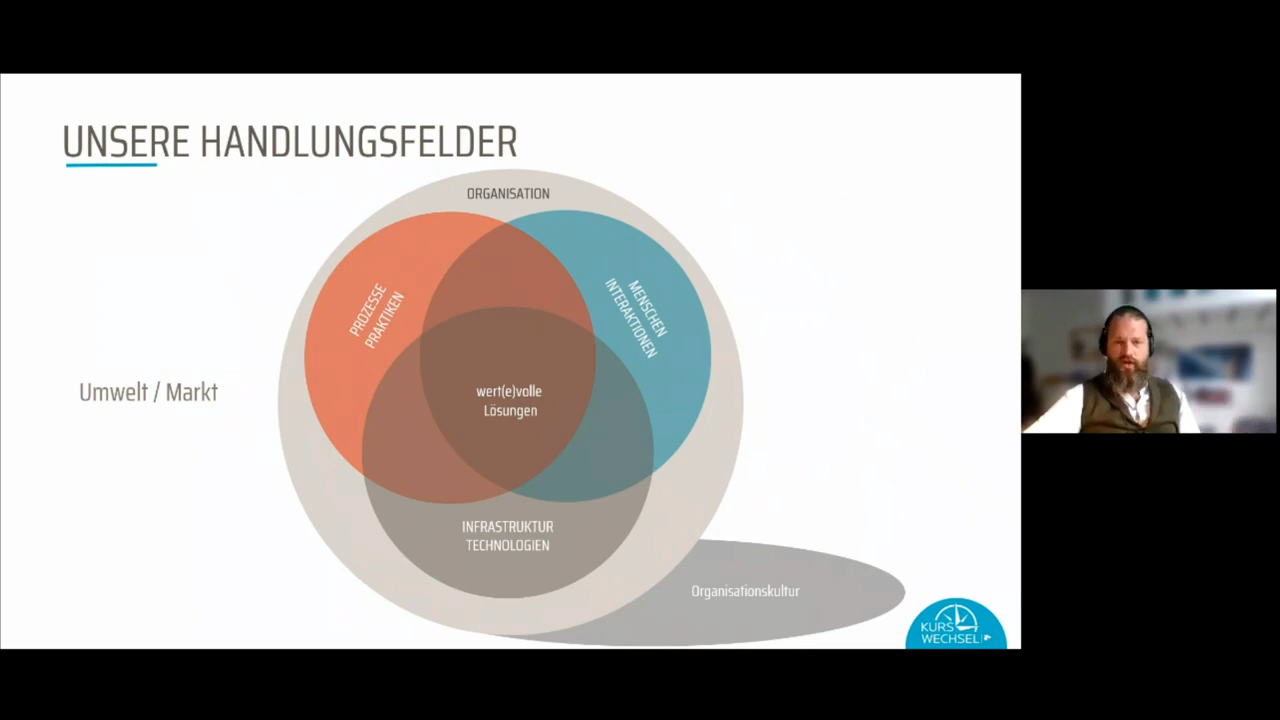 UNSERE HANDLUNGSFELDER
ORGANISATION
PROZESSE
PRAKTIKEN
MENSCHEN
INTERAKTIONEN
Umwelt / Markt
wert(e)volle
Lösungen
INFRASTRUKTUR
TECHNOLOGIEN
Organisationskultur
KURS
WECHSEL